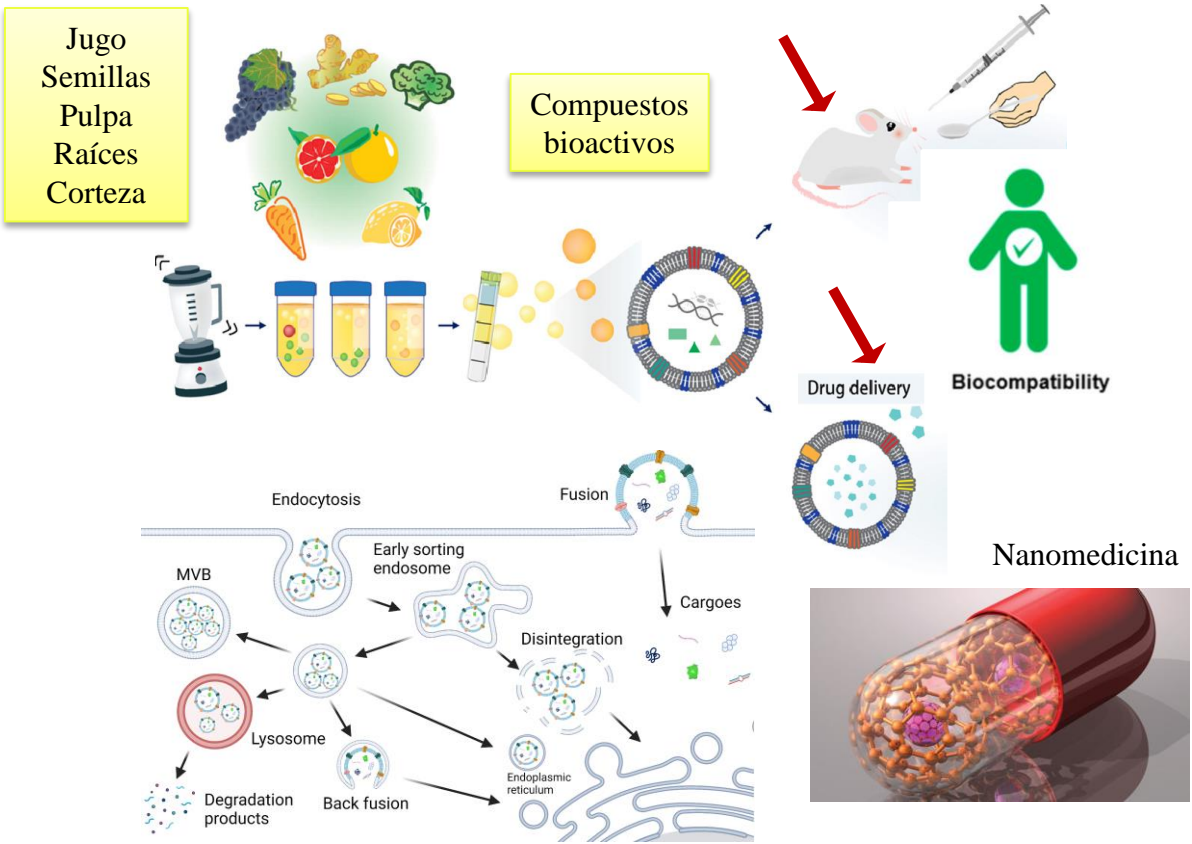 Jugo
Semillas
Pulpa
Raíces
Corteza
Compuestos
bioactivos
Biocompatibility
Drug delivery
Nanomedicina
Endocytosis
Fusion
Early sorting
endosome
MVB
Cargoes
Disintegration
Lysosome
Endoplasmic
reticulum
Back fusion
Degradation
products